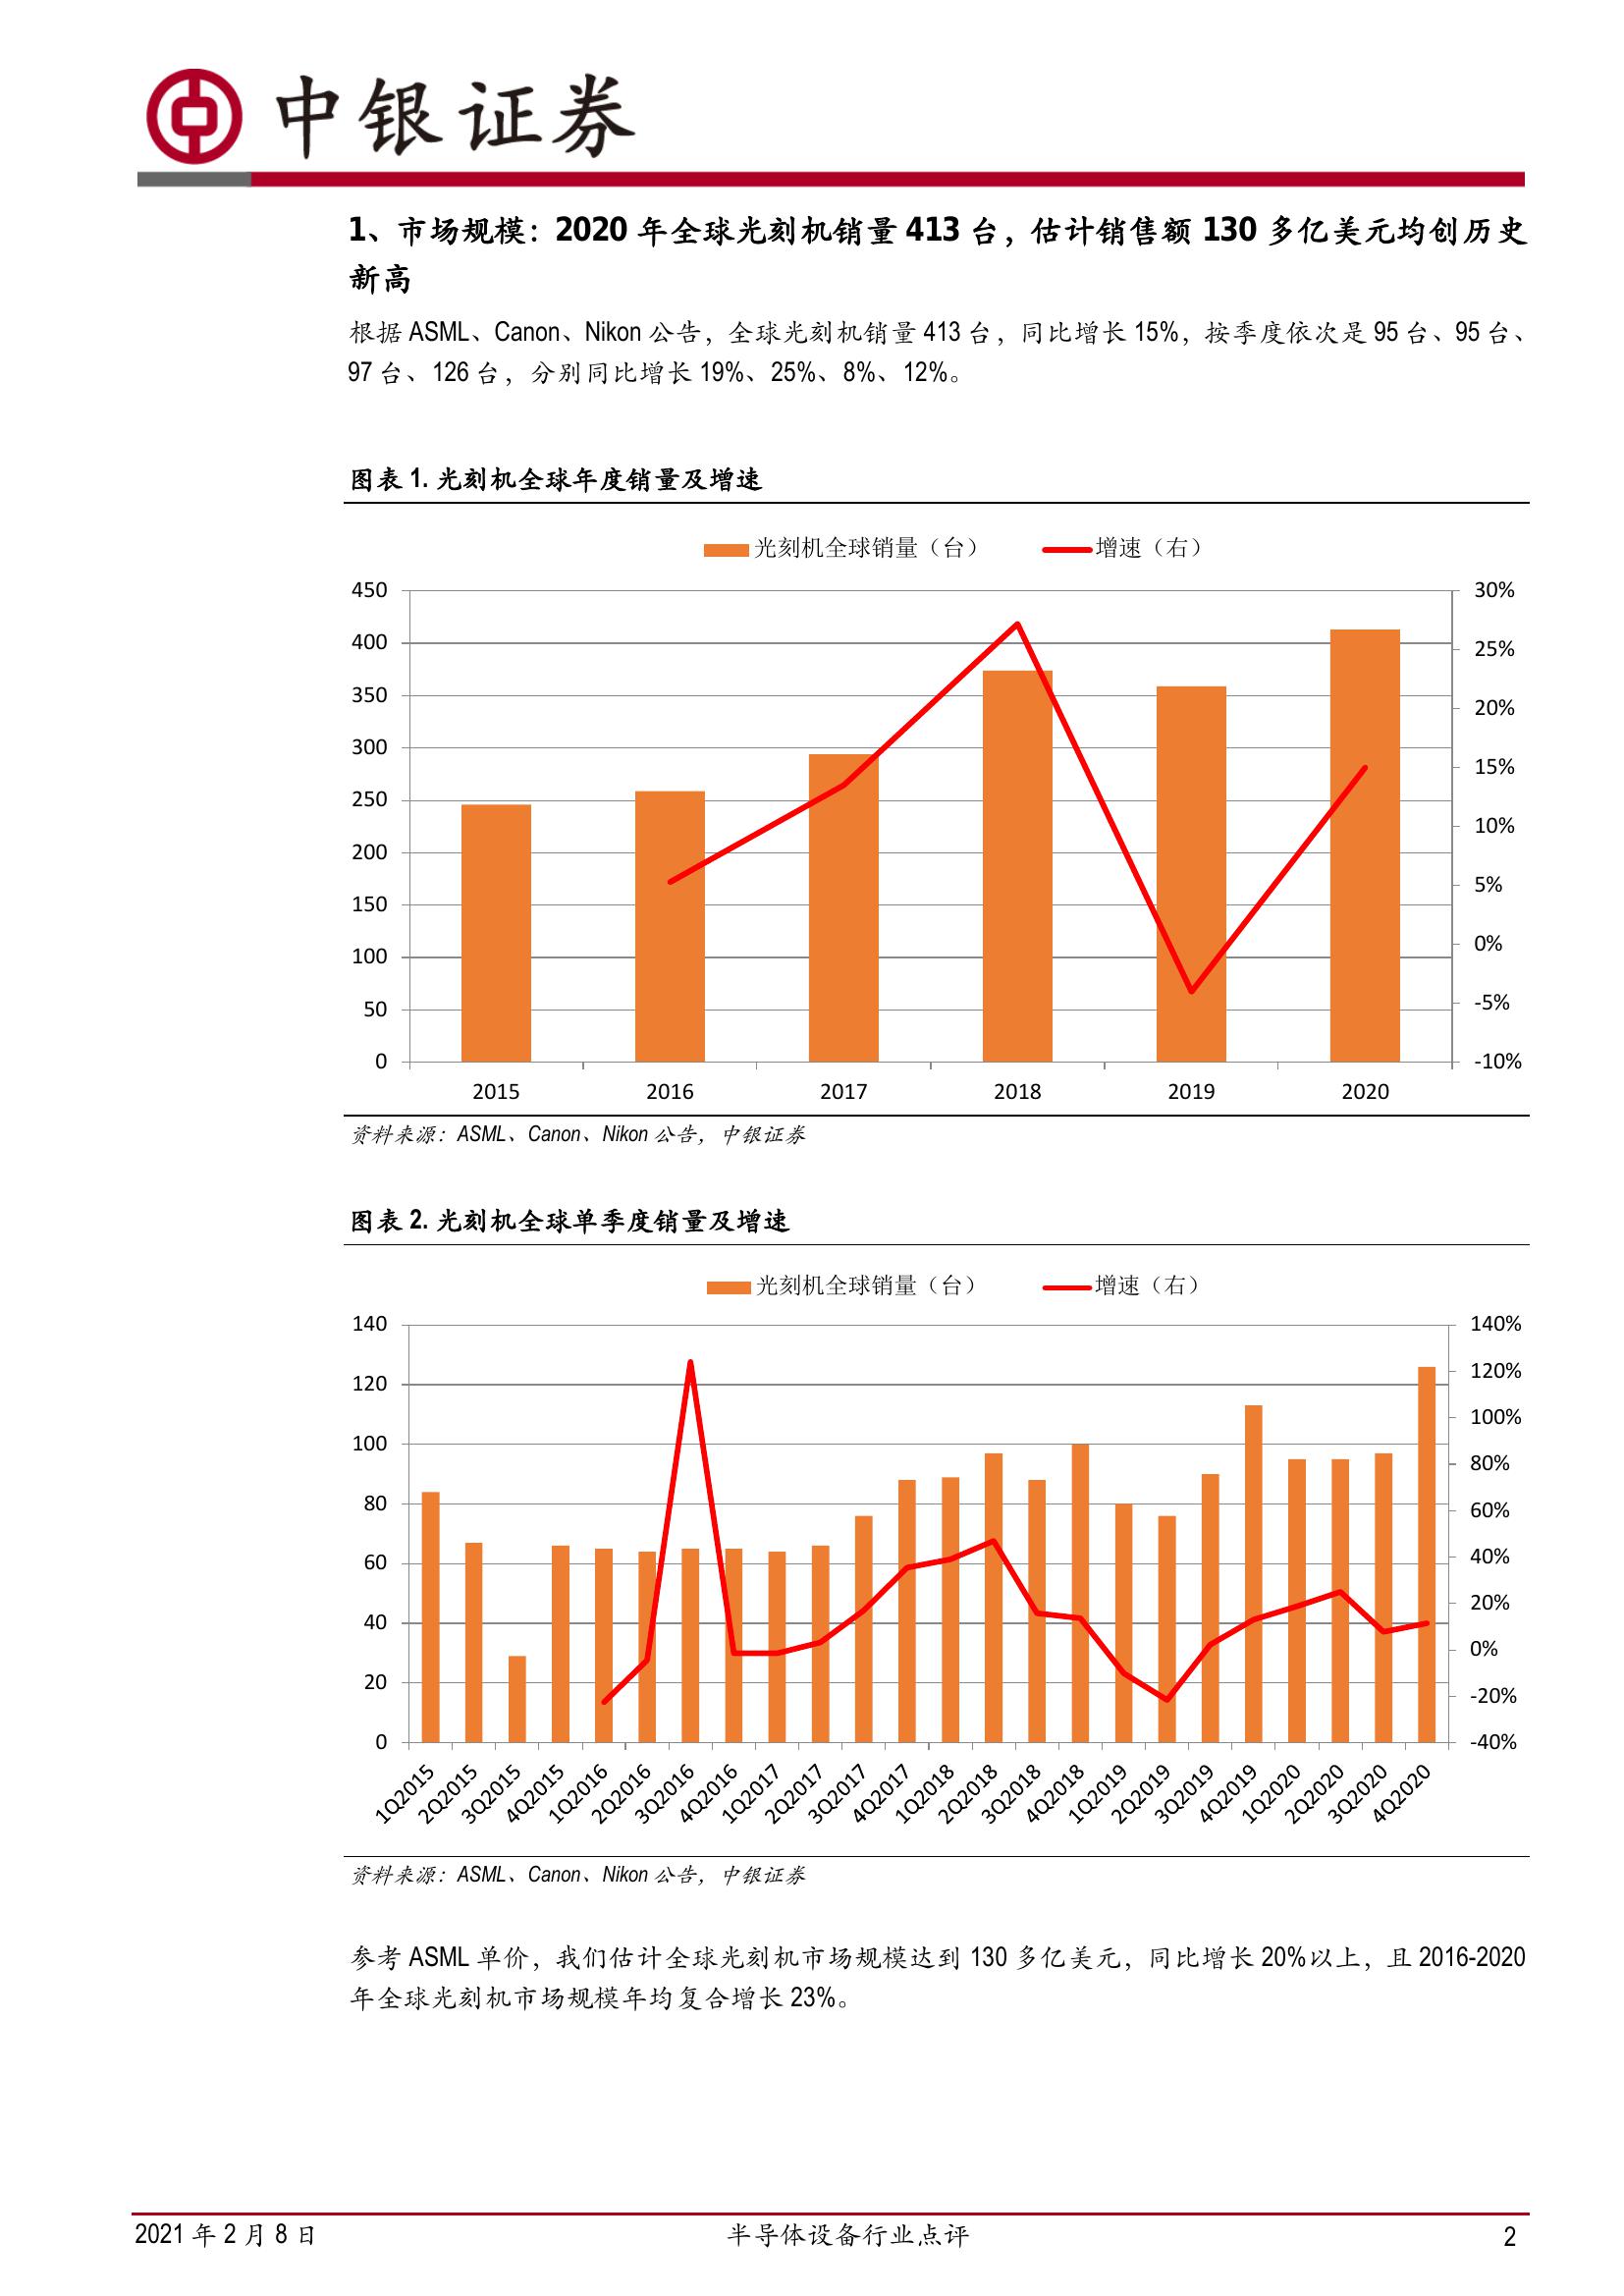 中银证券
1、市场规模：2020 年全球光刻机销量 413 台，估计销售额 130 多亿美元均创历史
新高
根据 ASML、Canon、Nikon 公告，全球光刻机销量 413 台，同比增长 15%，按季度依次是 95 台、95 台、
97 台、126 台，分别同比增长 19%、25%、8%、12%。
图表 1. 光刻机全球年度销量及增速
光刻机全球销量（台） 增速（右）
450 30%
400 25%
350 20%
300 15%
250 10%
200 5%
150 0%
100 -5%
50 -10%
0
2015 2016 2017 2018 2019 2020
资料来源：ASML、Canon、Nikon 公告，中银证券
图表 2. 光刻机全球单季度销量及增速
光刻机全球销量（台） 增速（右）
140 140%
120 120%
100 100%
80 80%
60 60%
40 40%
20 20%
0 0%
-20%
-40%
1Q2015 2Q2015 3Q2015 4Q2015 1Q2016 2Q2016 3Q2016 4Q2016 1Q2017 2Q2017 3Q2017 4Q2017 1Q2018 2Q2018 3Q2018 4Q2018 1Q2019 2Q2019 3Q2019 4Q2019 1Q2020 2Q2020 3Q2020 4Q2020
资料来源：ASML、Canon、Nikon 公告，中银证券
参考 ASML 单价，我们估计全球光刻机市场规模达到 130 多亿美元，同比增长 20%以上，且 2016-2020
年全球光刻机市场规模年均复合增长 23%。
2021 年 2 月 8 日 半导体设备行业点评 2